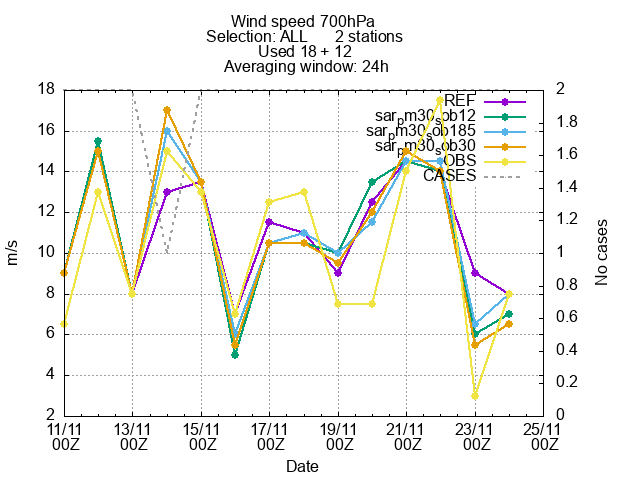 Wind speed 700hPa
Selection: ALL 2 stations
Used 18 + 12
Averaging window: 24h
18 2
REF
sar_pm30_sob12
16 1.8
sar_pm30_sob185
sar_pm30_sob30
1.6
OBS
14
CASES
1.4
12 1.2
10 1
8 0.8
0.6
6
0.4
4
0.2
2 0
m/s
No cases
11/11 13/11 15/11 17/11 19/11 21/11 23/11 25/11
00Z 00Z 00Z 00Z 00Z 00Z 00Z 00Z
Date